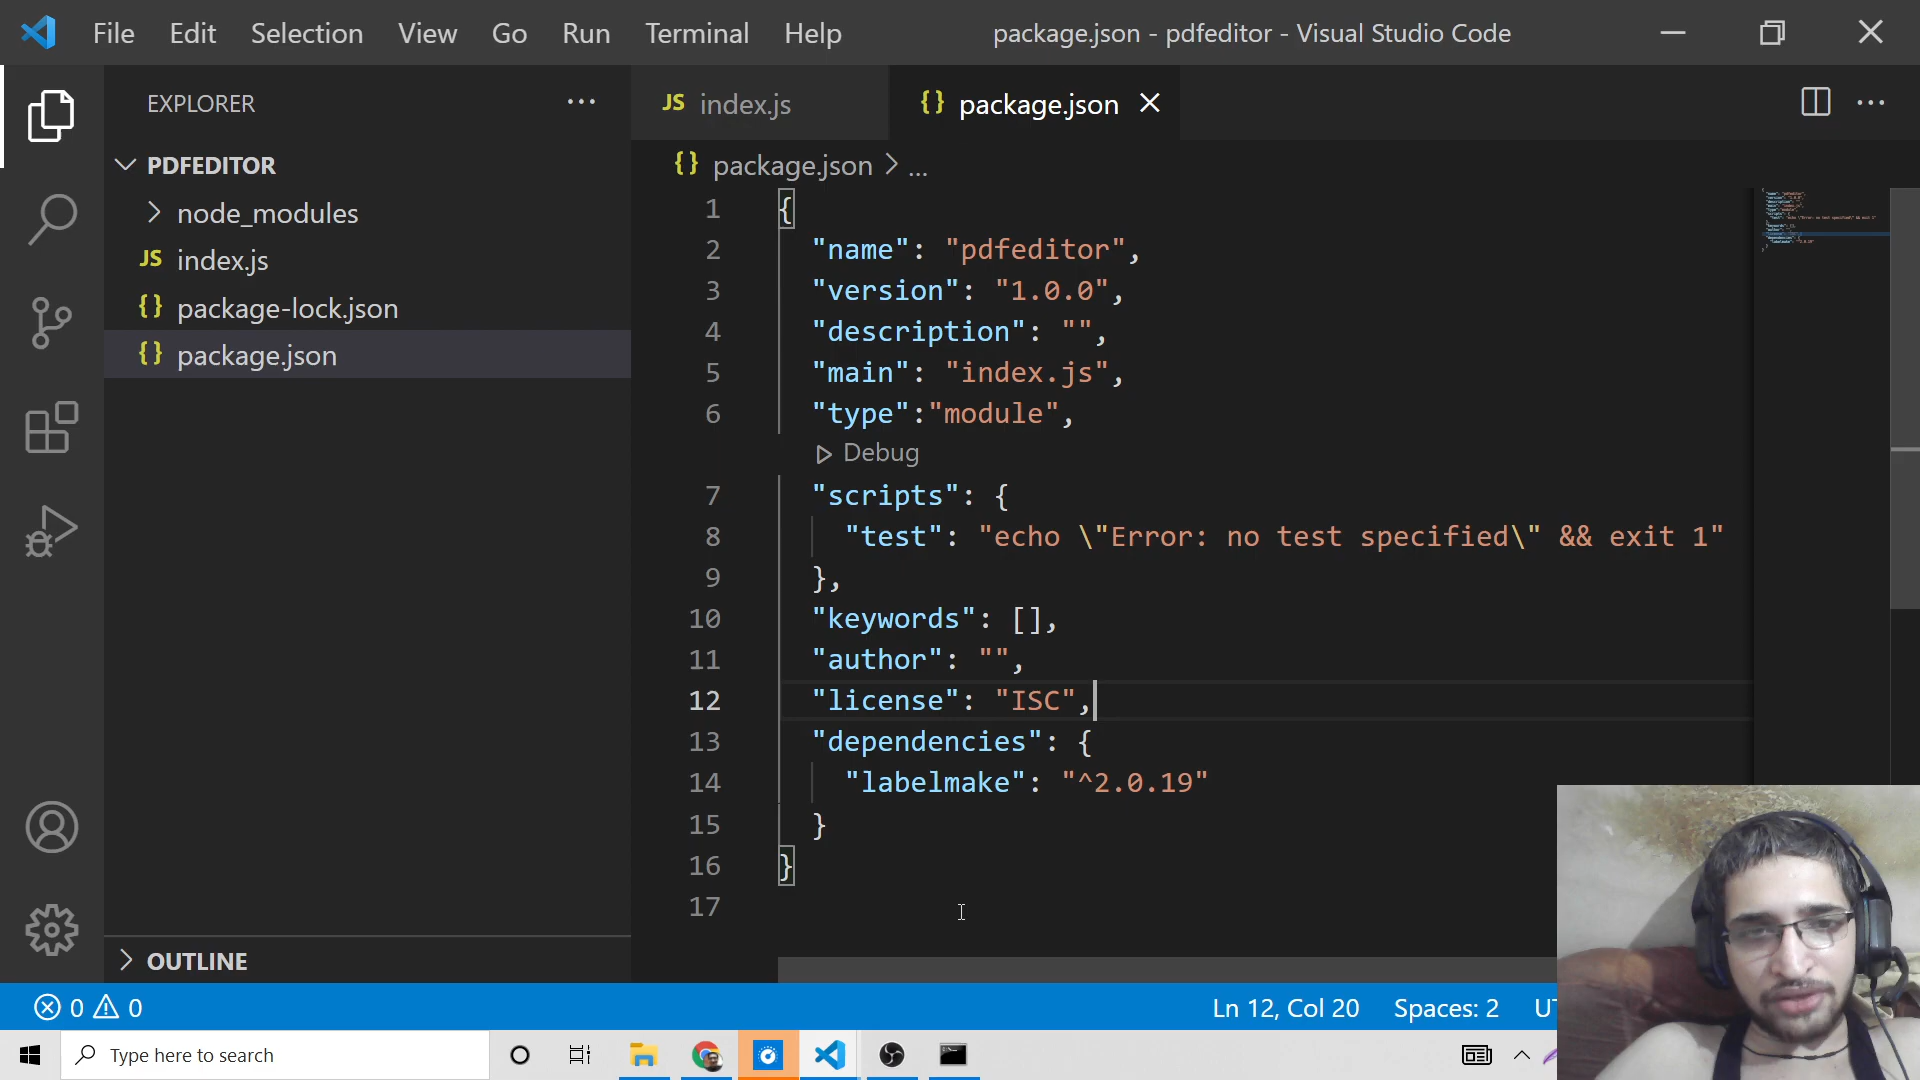 File Edit Selection View Go Run Terminal Help package.json - pdfeditor - Visual Studio Code
EXPLORER ...
PDFEDITOR
node_modules
JS index.js
{} package-lock.json
{} package.json
OUTLINE
JS index.js {} package.json
{} package.json > ...
1 {
2 "name": "pdfeditor",
3 "version": "1.0.0",
4 "description": "",
5 "main": "index.js",
6 "type":"module",
Debug
7 "scripts": {
8 "test": "echo \"Error: no test specified\" && exit 1"
9 },
10 "keywords": [],
11 "author": "",
12 "license": "ISC",
13 "dependencies": {
14 "labelmake": "^2.0.19"
15 }
16 }
17
0 0 Ln 12, Col 20 Spaces: 2
Type here to search